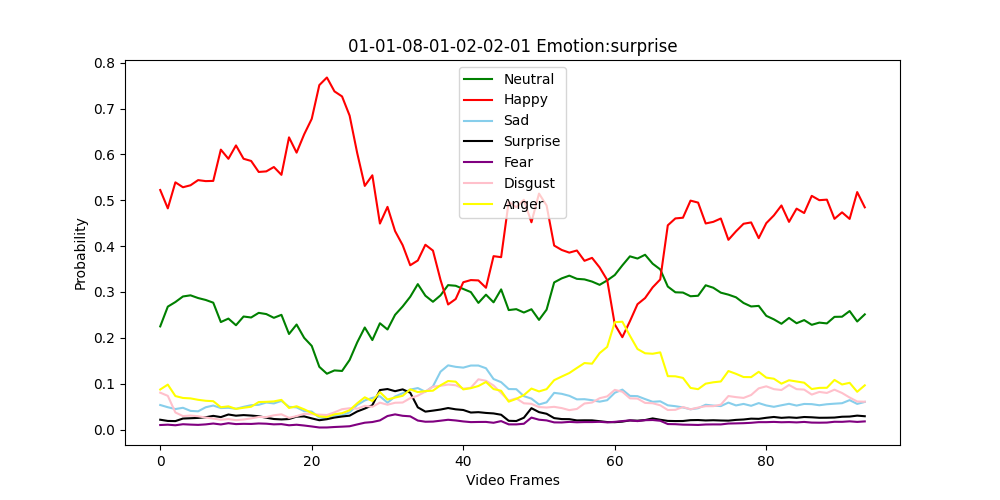 01-01-08-01-02-02-01 Emotion:surprise
Probability
0.8
0.7
0.6
0.5
0.4
0.3
0.2
0.1
0.0
Neutral
Happy
Sad
Surprise
Fear
Disgust
Anger
0 20 40 60 80
Video Frames